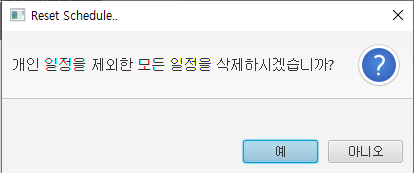 Reset Schedule..
개인 일정을 제외한 모든 일정을 삭제하시겠습니까?
예
아니오